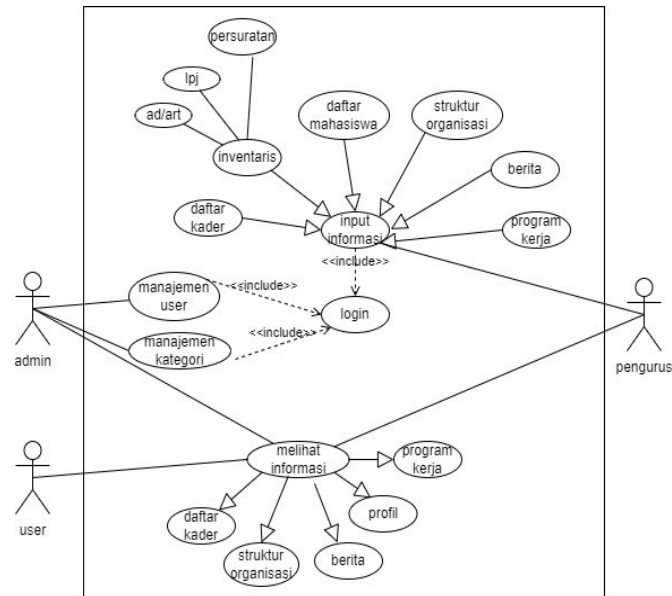 persuratan
lpj
ad/art
inventaris
daftar
mahasiswa
struktur
organisasi
berita
daftar
kader
input
informasi
program
kerja
<<include>>
manajemen
user
<<include>>
login
<<include>>
manajemen
kategori
admin
pengurus
melihat
informasi
program
kerja
user
daftar
kader
profil
struktur
organisasi
berita